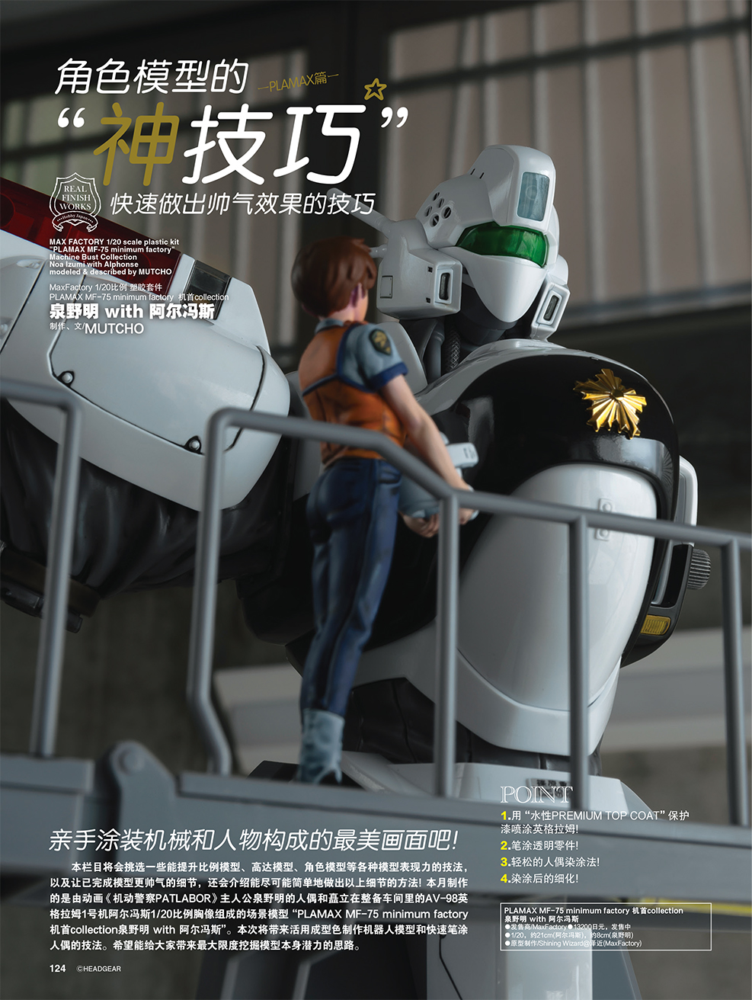 角色模型的
—PLAMAX篇—
“神技巧”
快速做出帅气效果的技巧
REAL
FINISH
WORKS
Hobby Japan
MAX FACTORY 1/20 scale plastic kit
"PLAMAX MF-75 minimum factory"
Machine Bust Collection
Noa Izumi with Alphonse
modeled & described by MUTCHO
MaxFactory 1/20比例 塑胶套件
PLAMAX MF-75 minimum factory 机首collection
泉野明 with 阿尔冯斯
制作、文/MUTCHO
POINT
1.用“水性PREMIUM TOP COAT”保护
漆喷涂英格拉姆!
2.笔涂透明零件!
3.轻松的人偶染涂法!
4.染涂后的细化!
亲手涂装机械和人物构成的最美画面吧!
本栏目将会挑选一些能提升比例模型、高达模型、角色模型等各种模型表现力的技法,
以及让已完成模型更帅气的细节，还会介绍能尽可能简单地做出以上细节的方法! 本月制作
的是由动画《机动警察PATLABOR》主人公泉野明的人偶和矗立在整备车间里的AV-98英
格拉姆1号机阿尔冯斯1/20比例胸像组成的场景模型“PLAMAX MF-75 minimum factory
机首collection泉野明 with 阿尔冯斯”。本次将带来活用成型色制作机器人模型和快速笔涂
人偶的技法。希望能给大家带来最大限度挖掘模型本身潜力的思路。
PLAMAX MF-75 minimum factory 机首collection
泉野明 with 阿尔冯斯
●发售商/MaxFactory●13200日元，发售中
●1/20，约21cm(阿尔冯斯)，约8cm(泉野明)
●原型制作/Shining Wizard@泽近(MaxFactory)
124 ©HEADGEAR